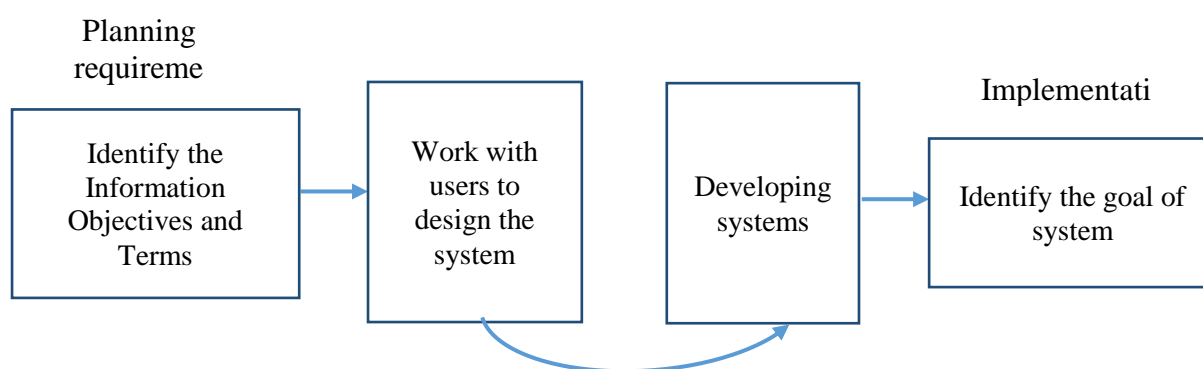 Planning
requireme
Identify the
Information
Objectives and
Terms
Work with
users to
design the
system
Developing
systems
Implementati
Identify the goal of
system